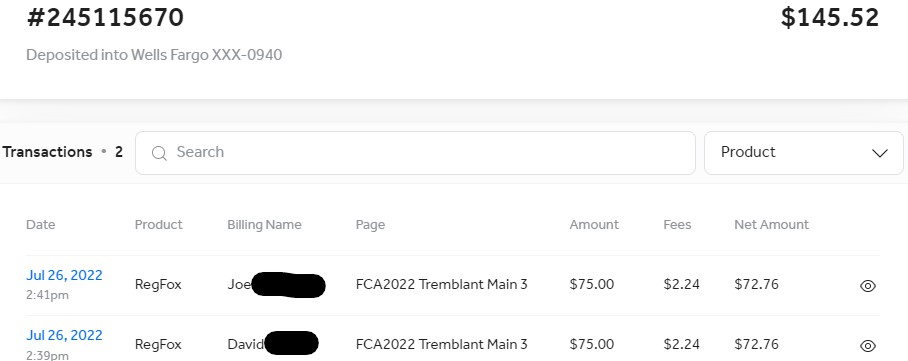 #245115670 $145.52
Deposited into Wells Fargo XXX-0940
Transactions • 2 Search Product
Date Product Billing Name Page Amount Fees Net Amount
Jul 26, 2022
2:41pm RegFox Joe FCA2022 Tremblant Main 3 $75.00 $2.24 $72.76
Jul 26, 2022
2:39pm RegFox David FCA2022 Tremblant Main 3 $75.00 $2.24 $72.76